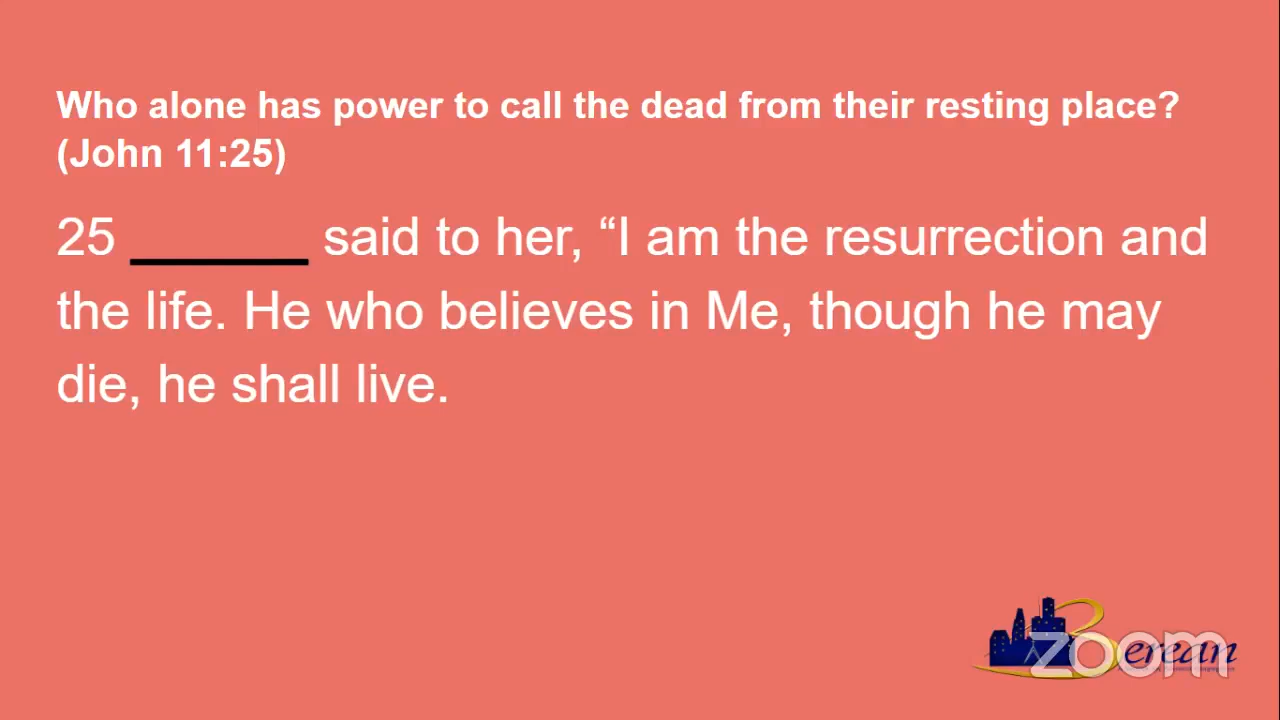 Who alone has power to call the dead from their resting place?
(John 11:25)
25 ______ said to her, “I am the resurrection and
the life. He who believes in Me, though he may
die, he shall live.
Berean
zoom